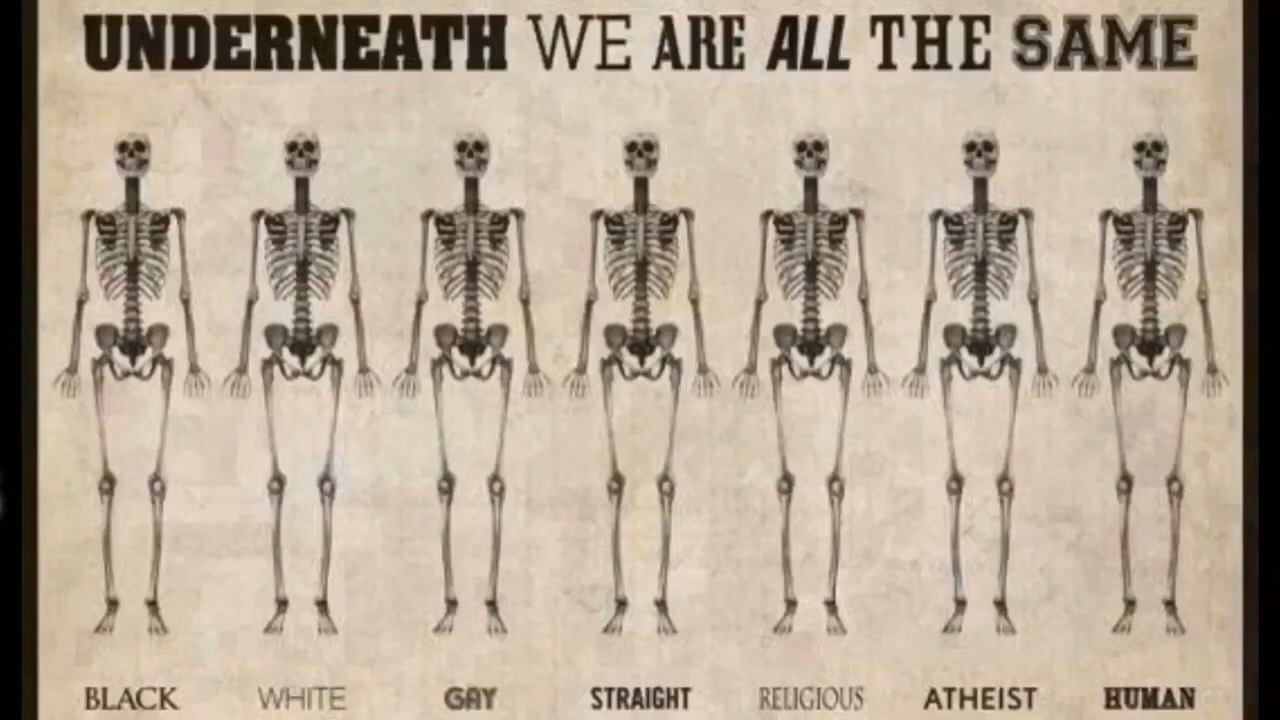 UNDERNEATH WE ARE ALL THE SAME
BLACK WHITE GAY STRAIGHT RELIGIOUS ATHEIST HUMAN